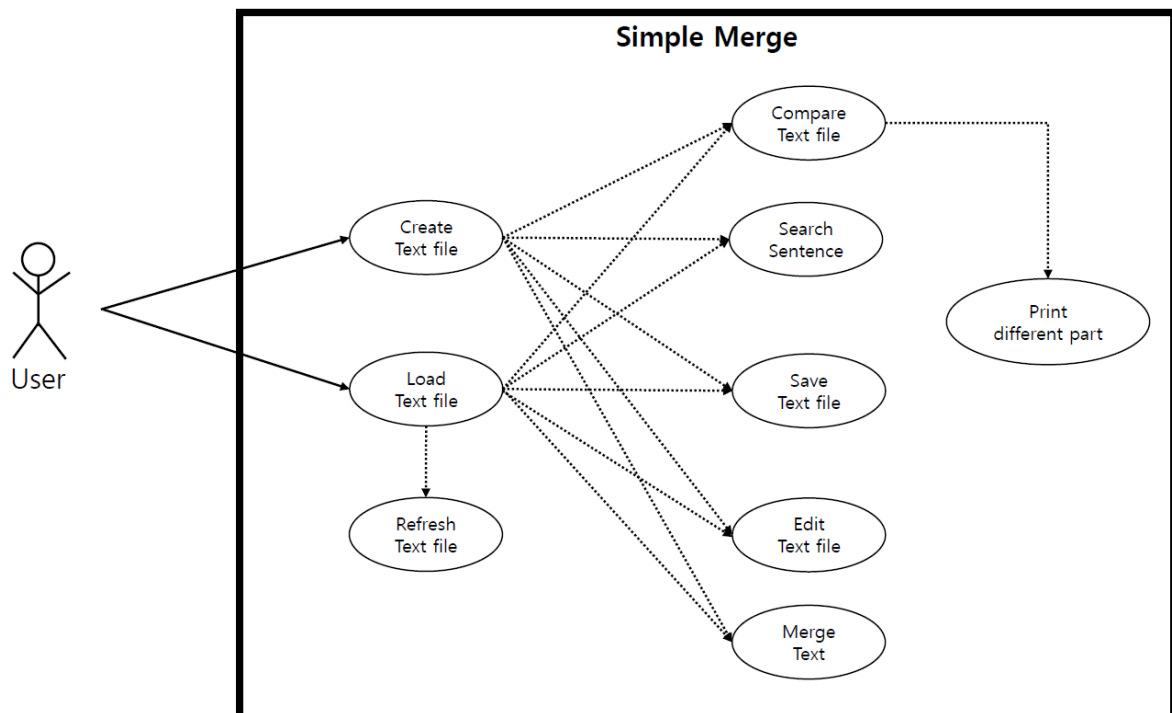 Simple Merge
Compare
Text file
Create
Text file
Search
Sentence
Print
different part
User
Load
Text file
Save
Text file
Refresh
Text file
Edit
Text file
Merge
Text